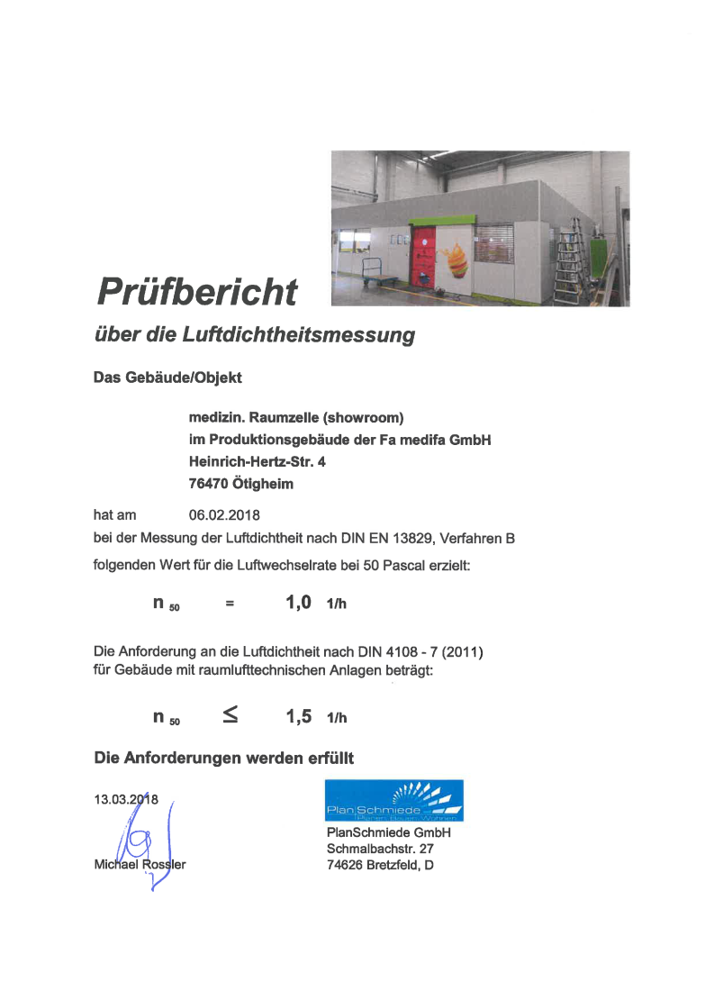 Prüfbericht
über die Luftdichtheitsmessung
Das Gebäude/Objekt
medizin. Raumzelle (showroom)
im Produktionsgebäude der Fa medifa GmbH
Heinrich-Hertz-Str. 4
76470 Ötigheim
hat am 06.02.2018
bei der Messung der Luftdichtheit nach DIN EN 13829, Verfahren B
folgenden Wert für die Luftwechselrate bei 50 Pascal erzielt:
n 50 = 1,0 1/h
Die Anforderung an die Luftdichtheit nach DIN 4108 - 7 (2011)
für Gebäude mit raumlufttechnischen Anlagen beträgt:
n 50 ≤ 1,5 1/h
Die Anforderungen werden erfüllt
13.03.2018
Michael Rossler
PlanSchmiede
Planen Bauen Wohnen
PlanSchmiede GmbH
Schmalbachstr. 27
74626 Bretzfeld, D